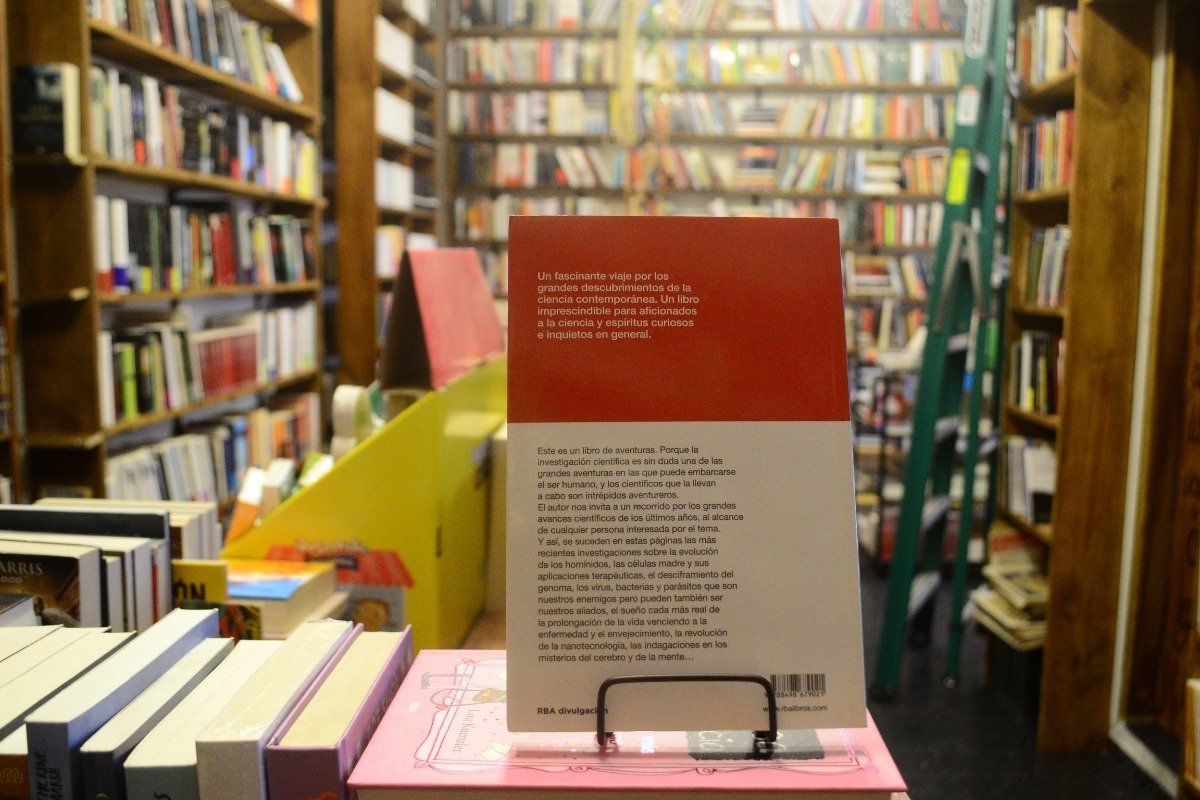 Un fascinante viaje por los
grandes descubrimientos de la
ciencia contemporánea. Un libro
imprescindible para aficionados
a la ciencia y espíritus curiosos
e inquietos en general.
Este es un libro de aventuras. Porque la
investigación científica es sin duda una de las
grandes aventuras en las que puede embarcarse
el ser humano, y los científicos que la llevan
a cabo son intrépidos aventureros.
El autor nos invita a un recorrido por los grandes
avances científicos de los últimos años, al alcance
de cualquier persona interesada por el tema.
Y así, se suceden en estas páginas las más
recientes investigaciones sobre la evolución
de los homínidos, las células madre y sus
aplicaciones terapéuticas, el desciframiento del
genoma, los virus, bacterias y parásitos que son
nuestros enemigos pero pueden también ser
nuestros aliados, el sueño cada más real de
la prolongación de la vida venciendo a la
enfermedad y el envejecimiento, la revolución
de la nanotecnología, las indagaciones en los
misterios del cerebro y de la mente…
RBA divulgación
www.rbalibros.com
ARRIS